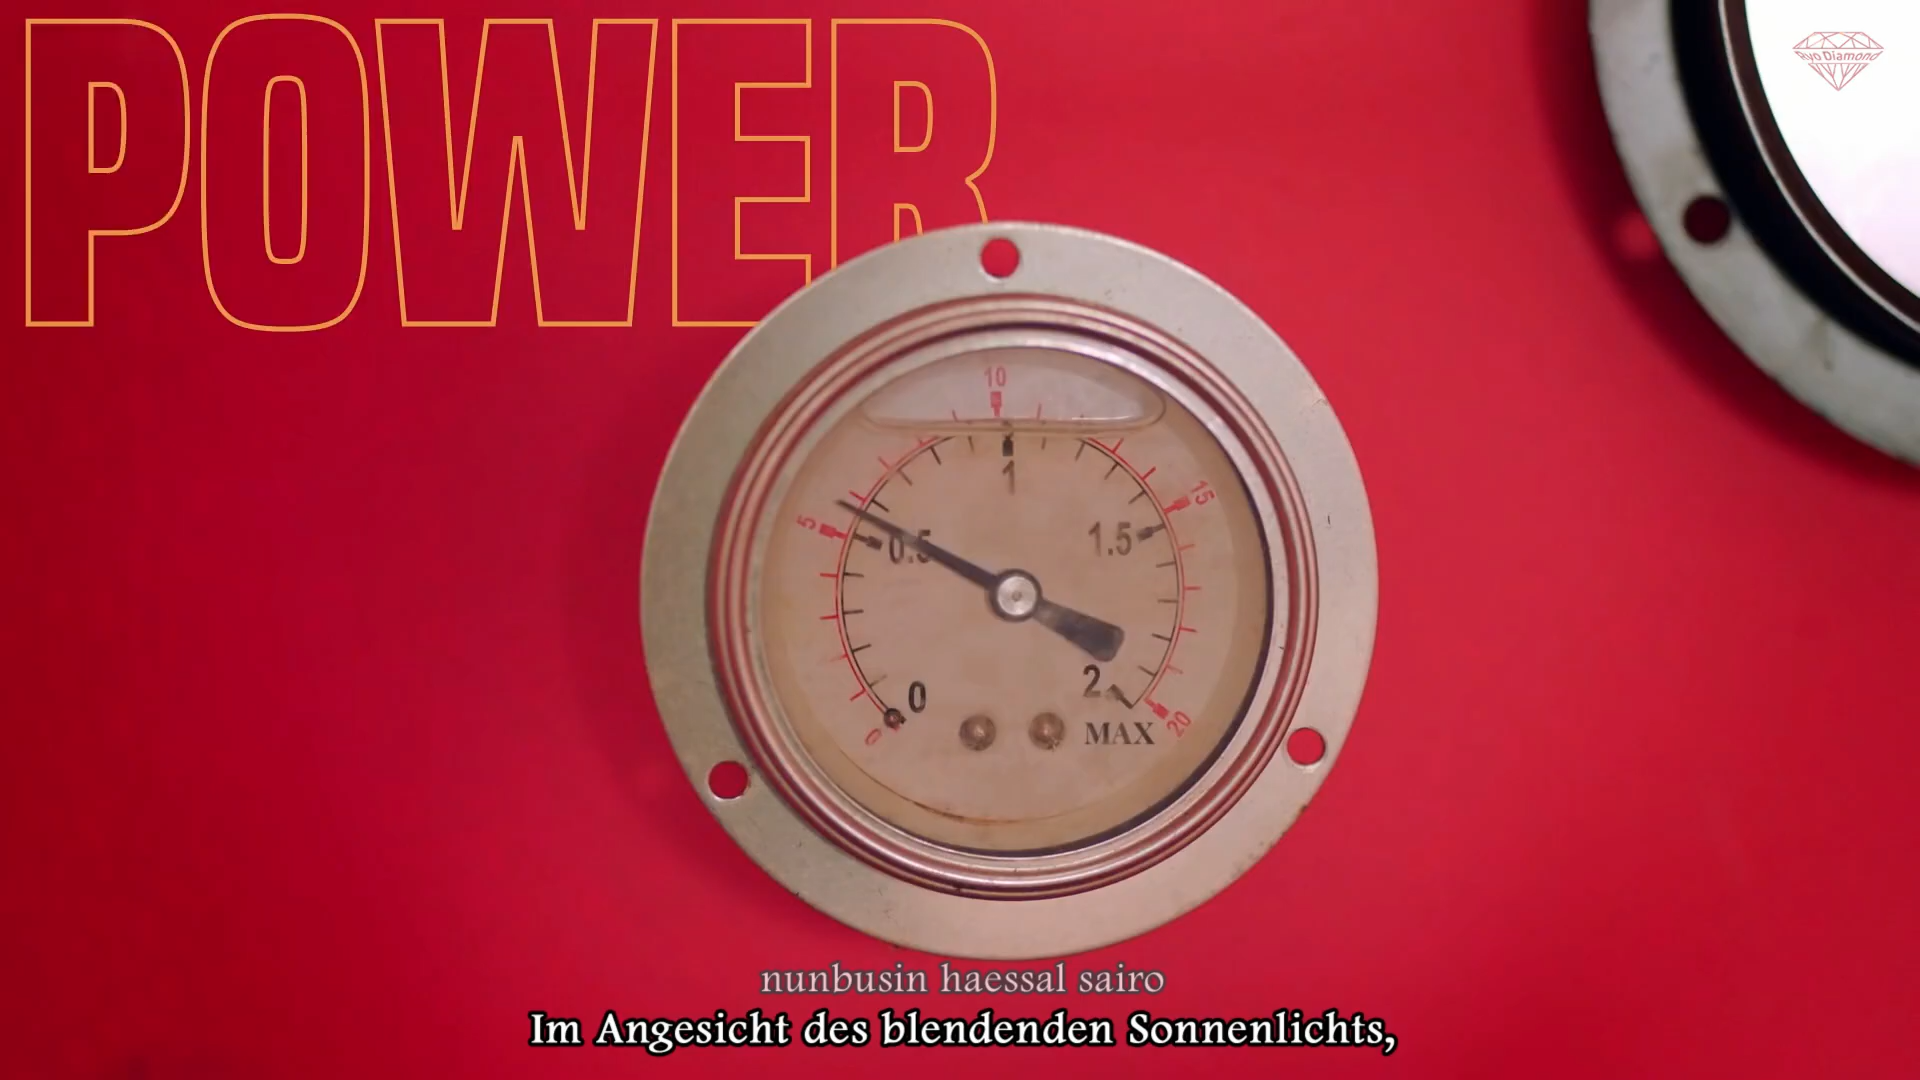 POWER
Ryo Diamond
10
1
5
0.5
15
1.5
0
2
0
MAX
20
nunbusin haessal sairo
Im Angesicht des blendenden Sonnenlichts,